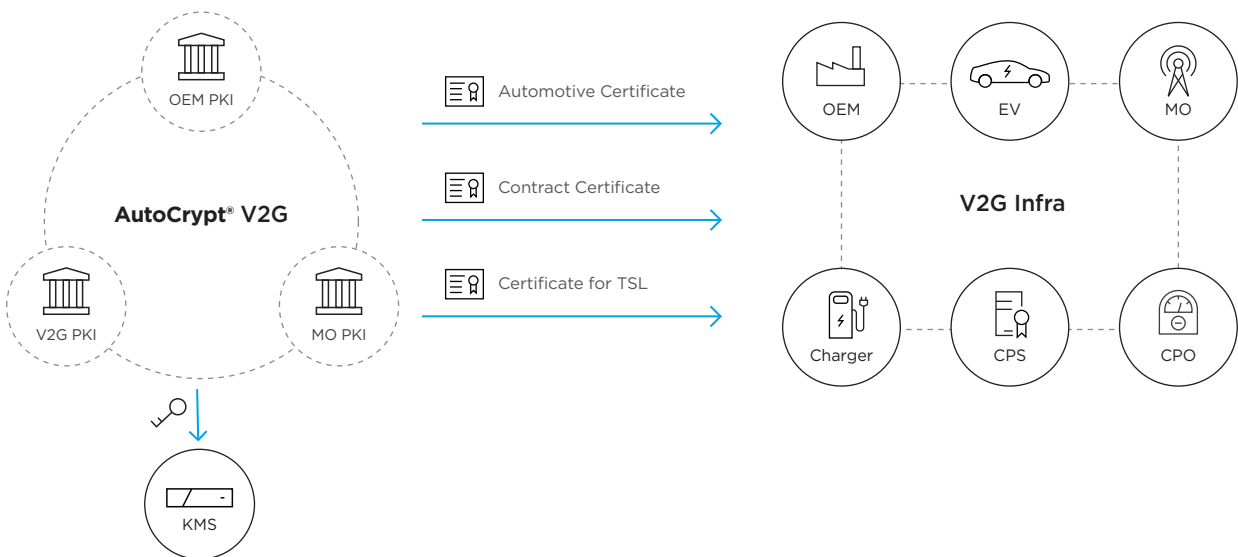 OEM PKI
AutoCrypt® V2G
V2G PKI
MO PKI
KMS
Automotive Certificate
Contract Certificate
Certificate for TSL
OEM
EV
MO
V2G Infra
Charger
CPS
CPO